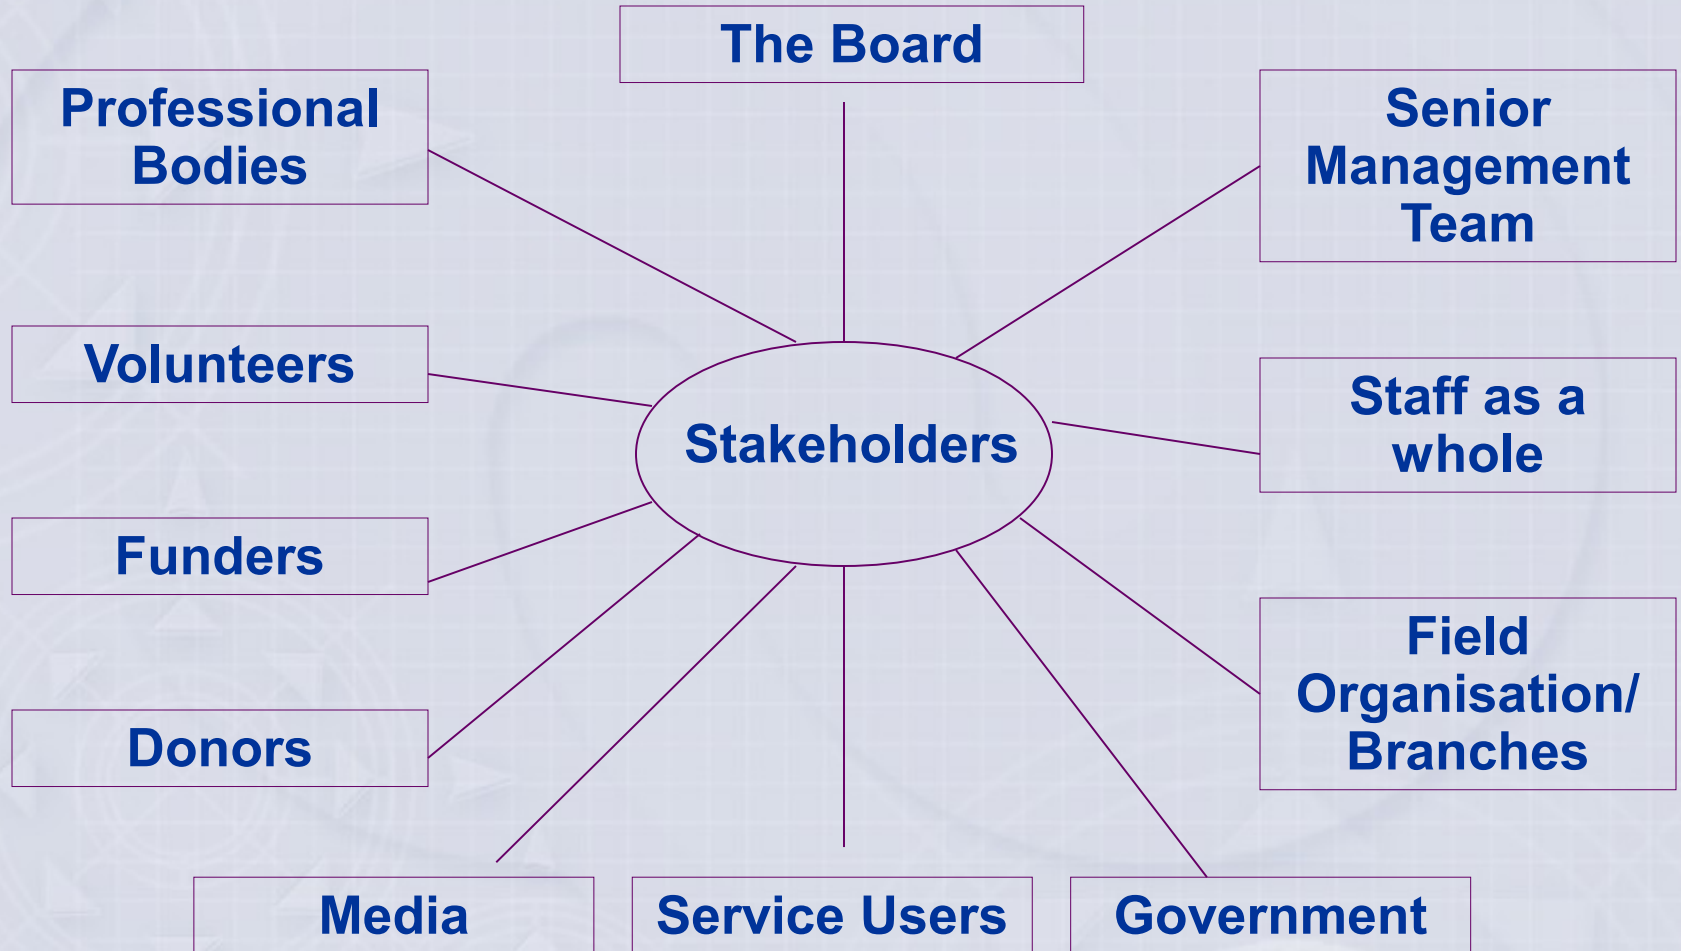 The Board
Professional
Bodies
Senior
Management
Team
Volunteers
Stakeholders
Staff as a
whole
Funders
Field
Organisation/
Branches
Donors
Media
Service Users
Government